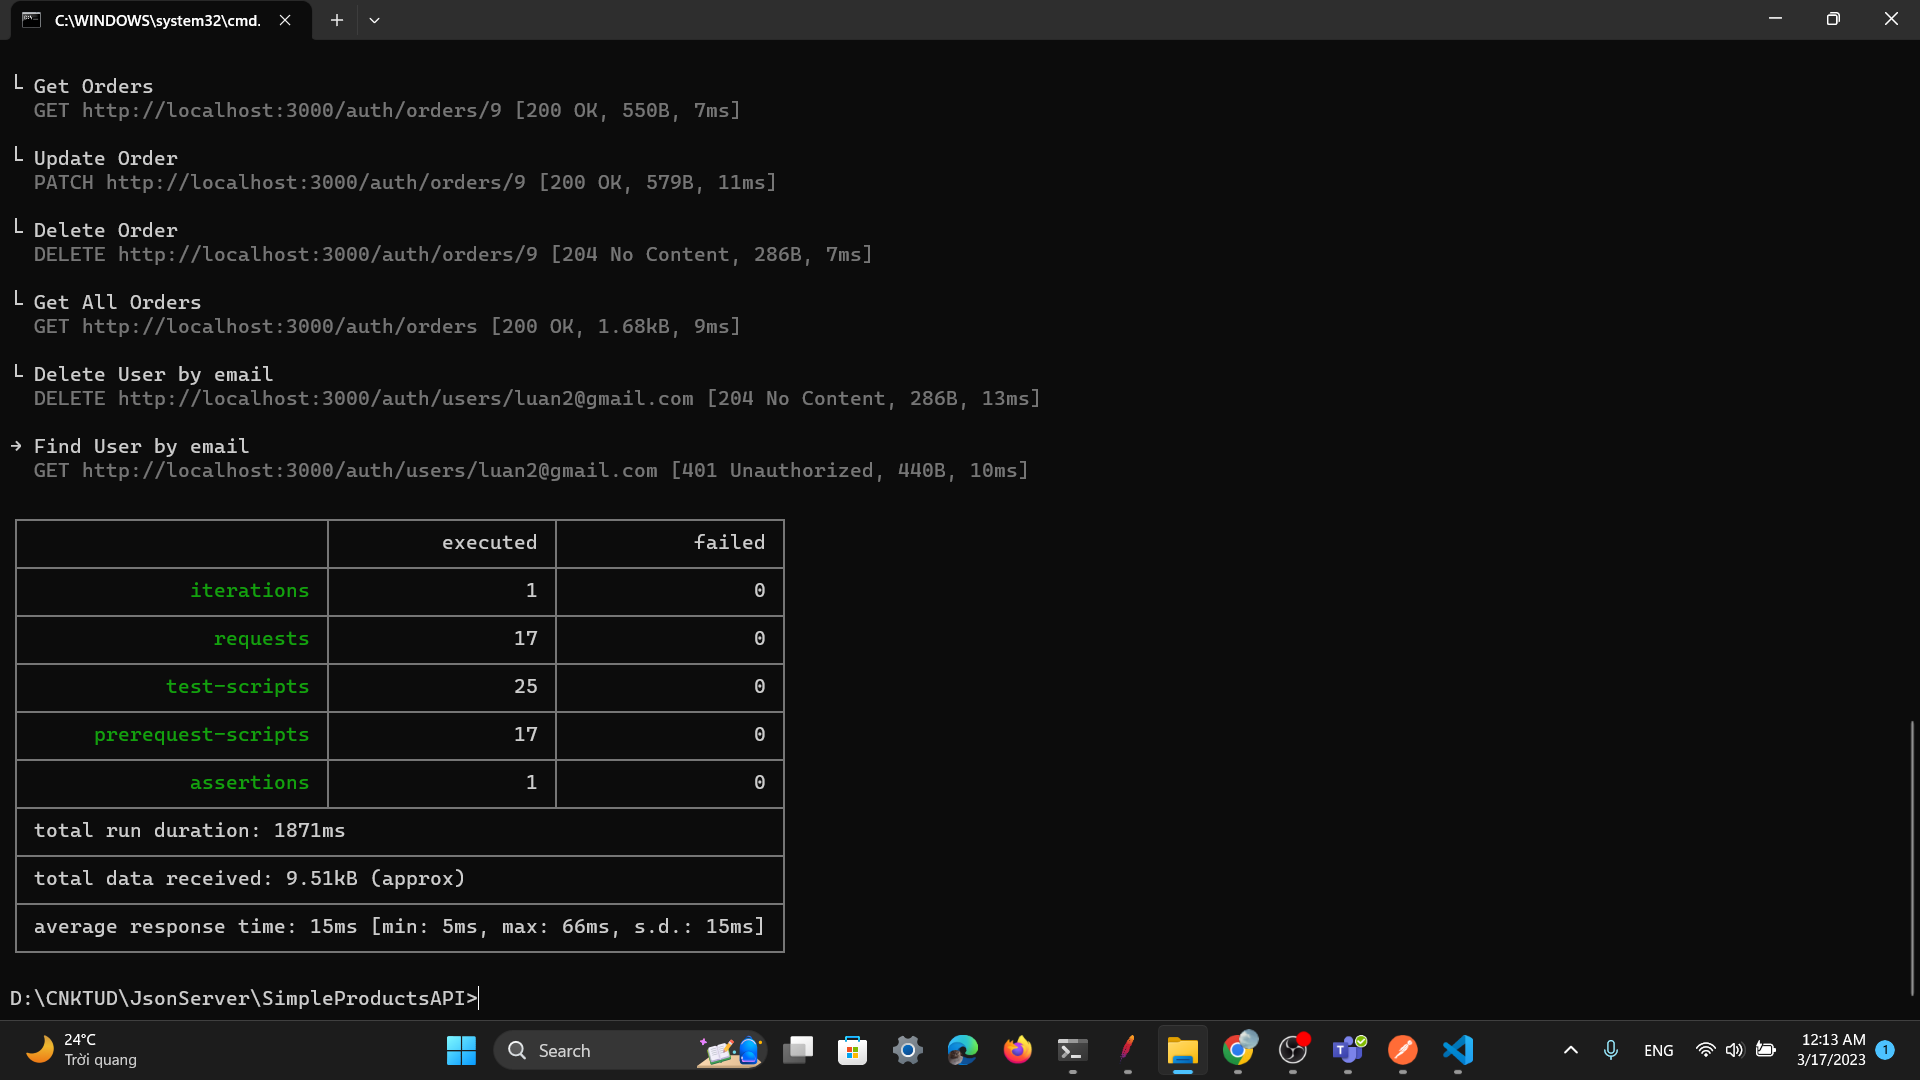 C:\WINDOWS\system32\cmd.
└ Get Orders
GET http://localhost:3000/auth/orders/9 [200 OK, 550B, 7ms]
└ Update Order
PATCH http://localhost:3000/auth/orders/9 [200 OK, 579B, 11ms]
└ Delete Order
DELETE http://localhost:3000/auth/orders/9 [204 No Content, 286B, 7ms]
└ Get All Orders
GET http://localhost:3000/auth/orders [200 OK, 1.68kB, 9ms]
└ Delete User by email
DELETE http://localhost:3000/auth/users/luan2@gmail.com [204 No Content, 286B, 13ms]
→ Find User by email
GET http://localhost:3000/auth/users/luan2@gmail.com [401 Unauthorized, 440B, 10ms]
executed failed
iterations 1 0
requests 17 0
test-scripts 25 0
prerequest-scripts 17 0
assertions 1 0
total run duration: 1871ms
total data received: 9.51kB (approx)
average response time: 15ms [min: 5ms, max: 66ms, s.d.: 15ms]
D:\CNKTUD\JsonServer\SimpleProductsAPI>
24°C
Trời quang
Search
ENG
12:13 AM
3/17/2023
1